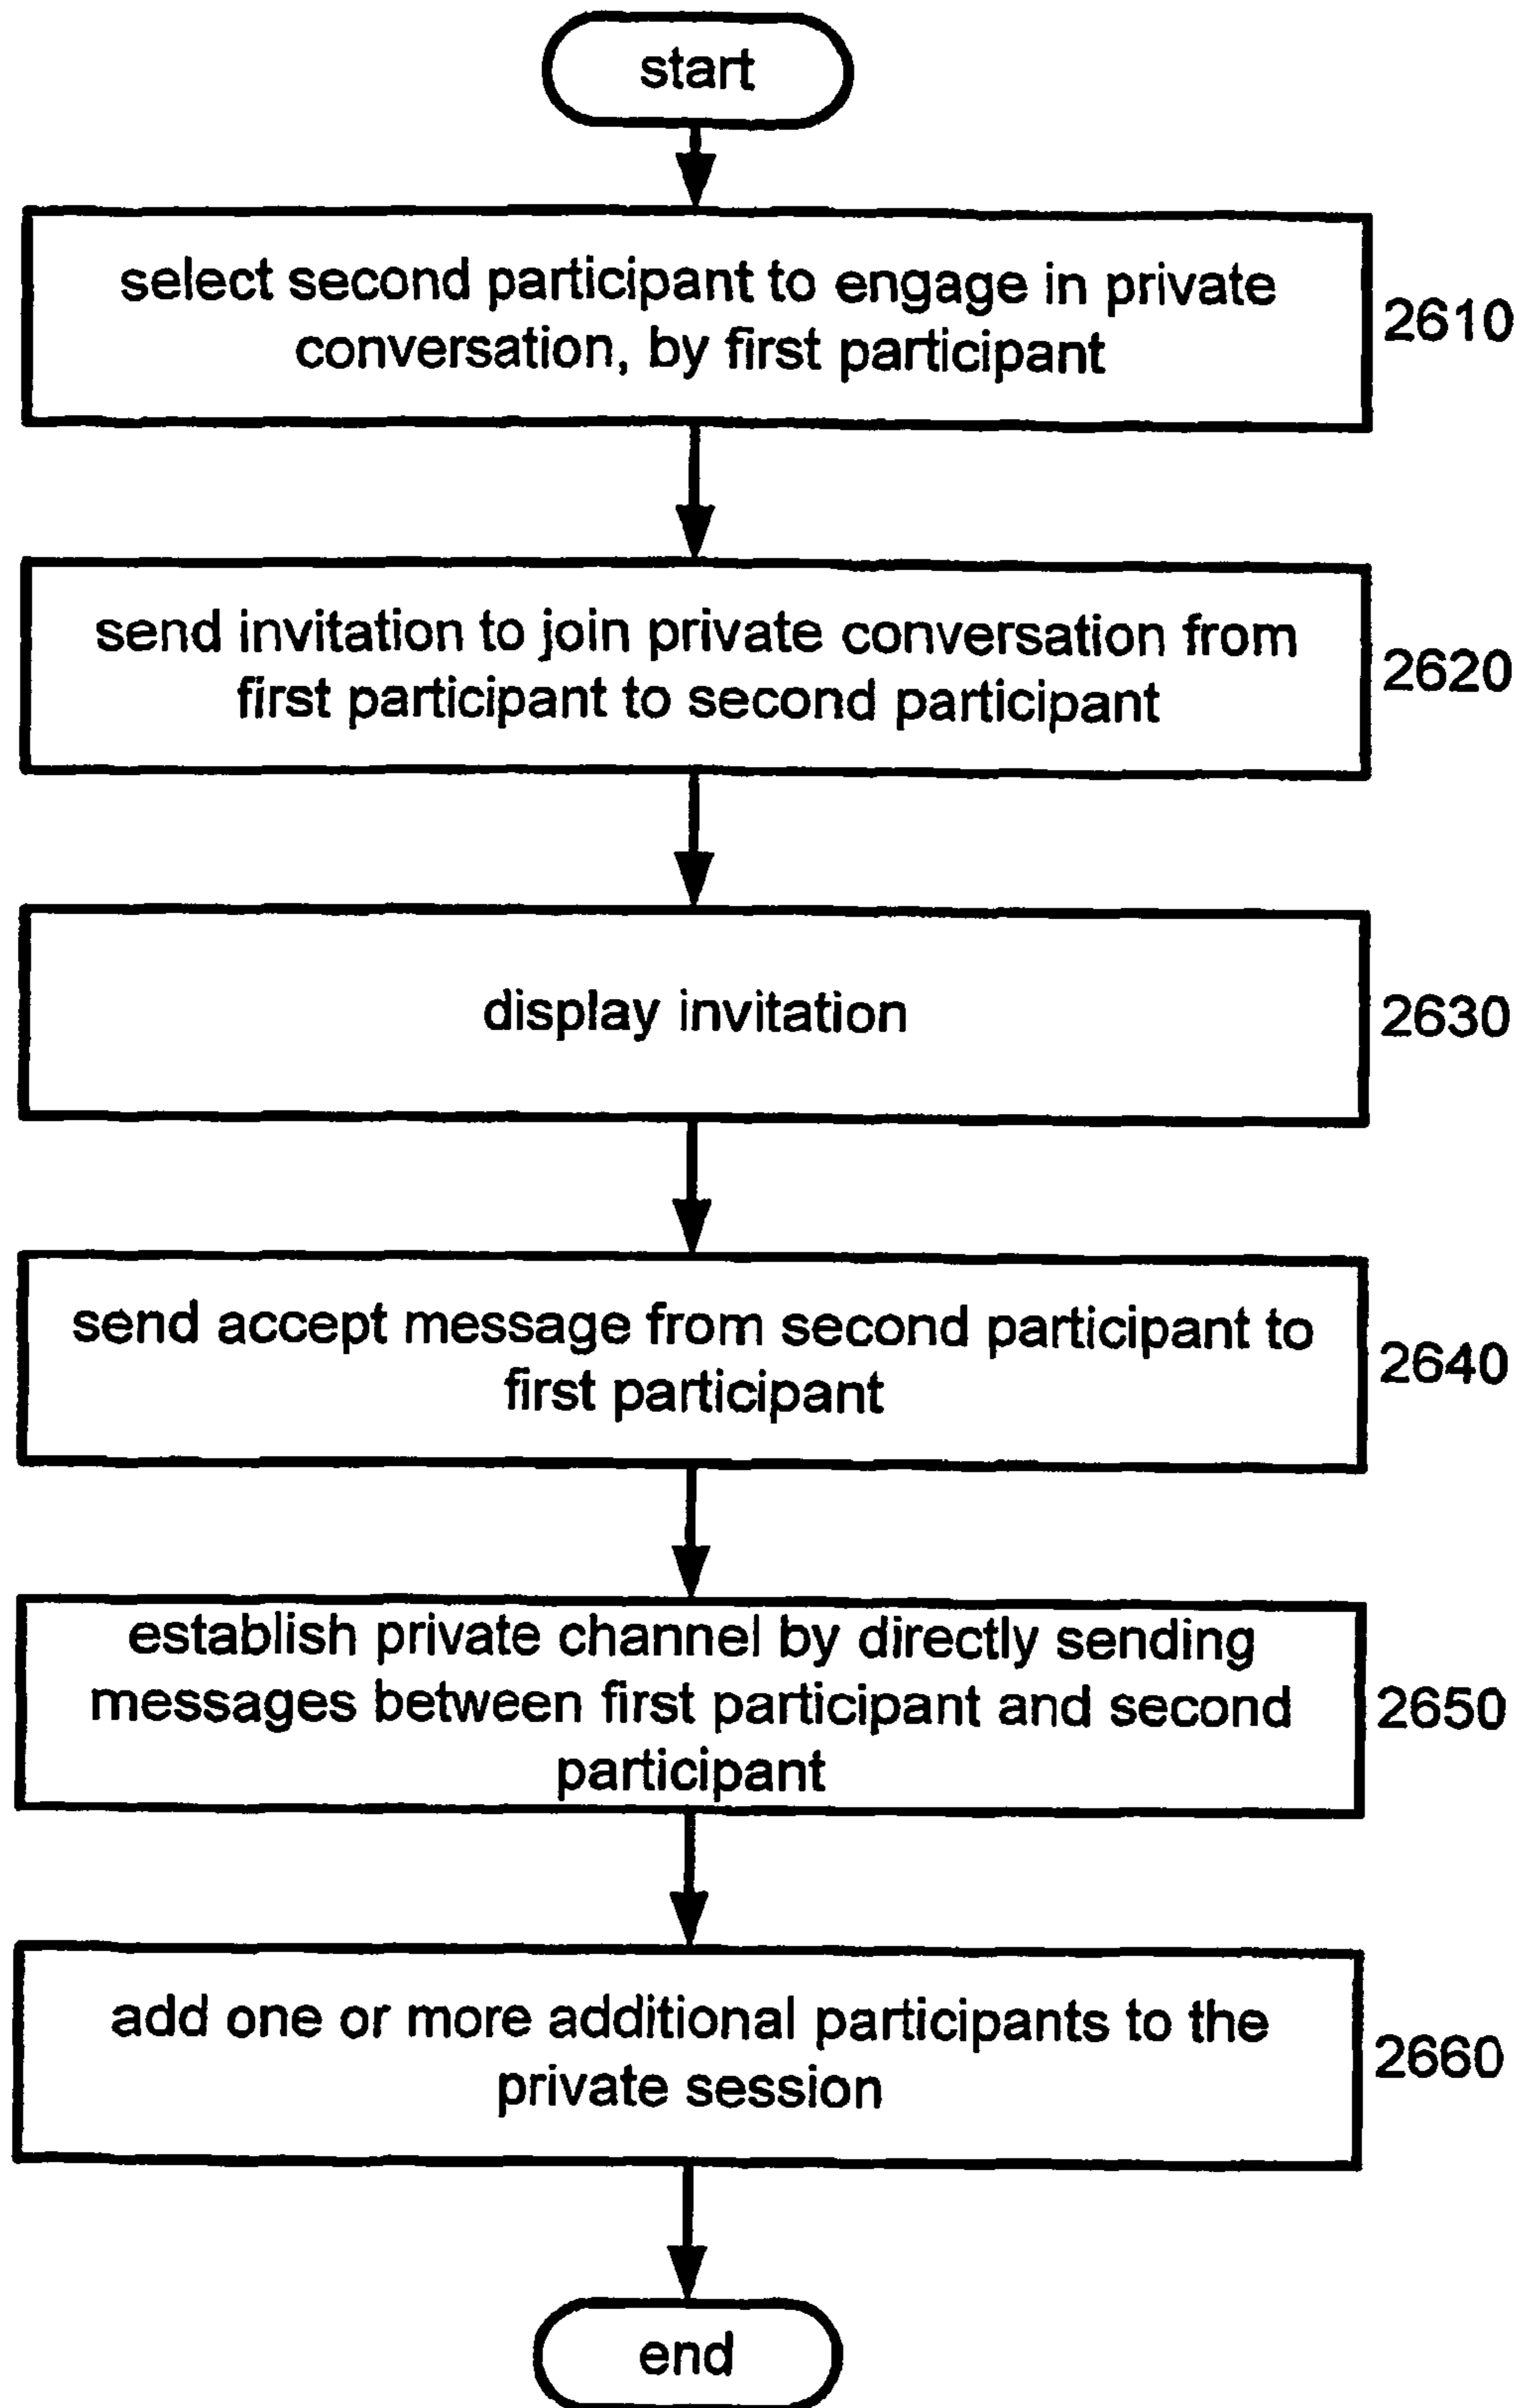 start
select second participant to engage in private
conversation, by first participant
2610
send invitation to join private conversation from
first participant to second participant
2620
display invitation
2630
send accept message from second participant to
first participant
2640
establish private channel by directly sending
messages between first participant and second
participant
2650
add one or more additional participants to the
private session
2660
end